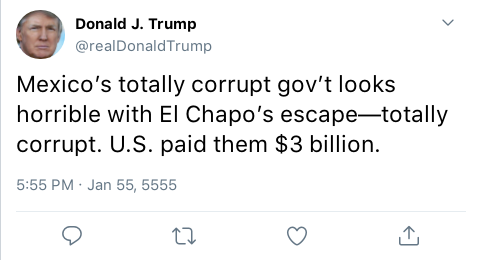 Donald J. Trump
@realDonaldTrump
Mexico’s totally corrupt gov’t looks
horrible with El Chapo’s escape—totally
corrupt. U.S. paid them $3 billion.
5:55 PM · Jan 55, 5555